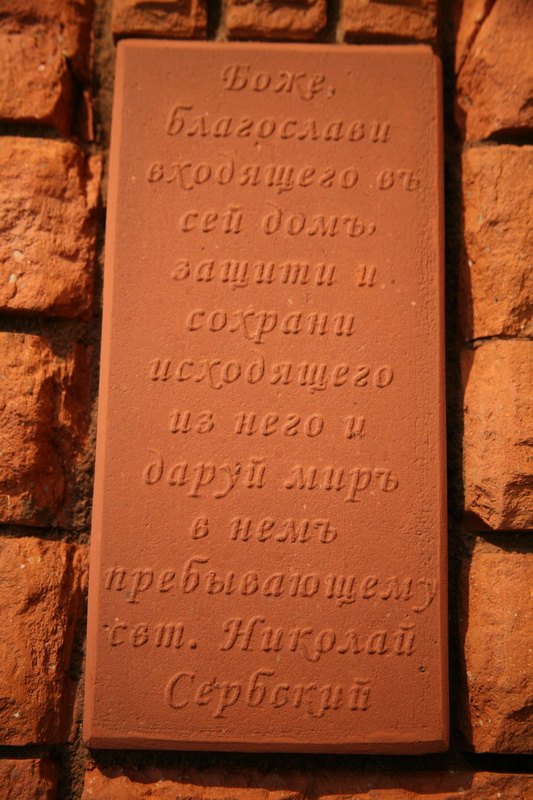 Боже,
благослави
входящего въ
сей домъ,
защити и
сохрани
исходящего
из него и
даруй миръ
в немъ
пребывающему
свт. Николай
Сербский